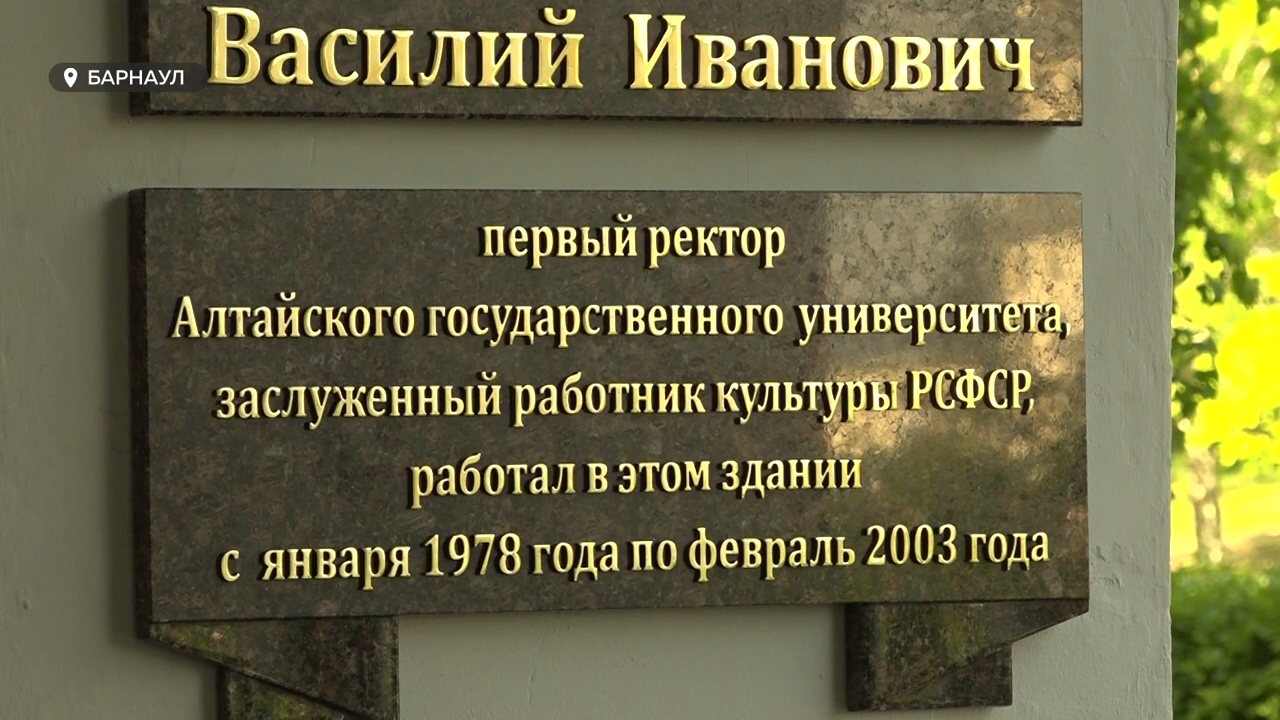 Василий Иванович
БАРНАУЛ
первый ректор
Алтайского государственного университета,
заслуженный работник культуры РСФСР,
работал в этом здании
с января 1978 года по февраль 2003 года